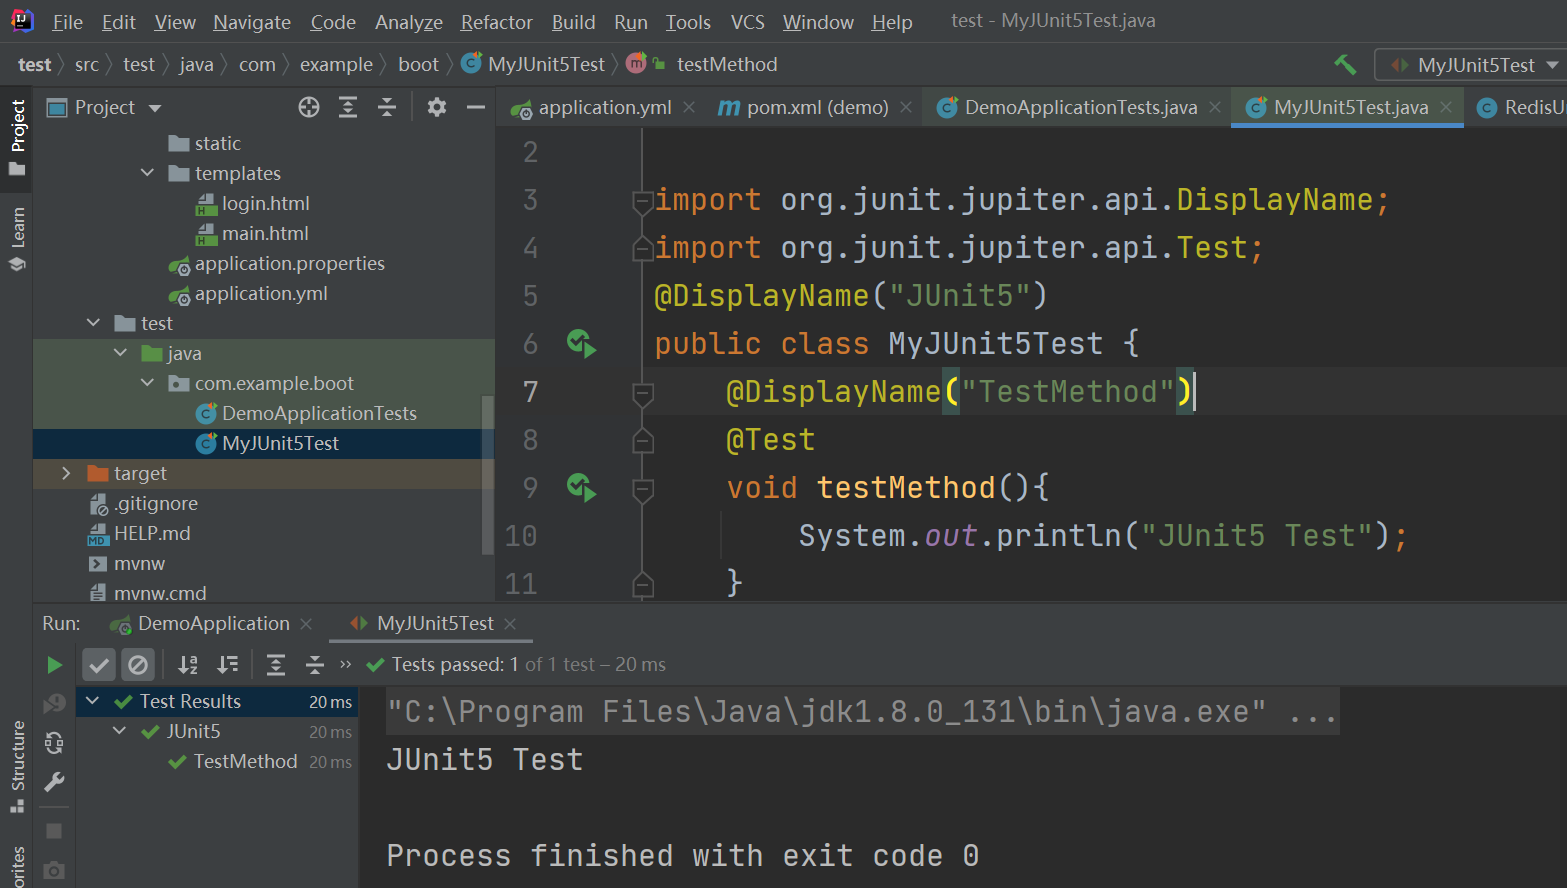 File Edit View Navigate Code Analyze Refactor Build Run Tools VCS Window Help test - MyJUnit5Test.java
test src test java com example boot MyJUnit5Test testMethod MyJUnit5Test
Project
Learn
Structure
Project
static
templates
login.html
main.html
application.properties
application.yml
test
java
com.example.boot
DemoApplicationTests
MyJUnit5Test
target
.gitignore
HELP.md
mvnw
mvnw.cmd
application.yml pom.xml (demo) DemoApplicationTests.java MyJUnit5Test.java
2
3 import org.junit.jupiter.api.DisplayName;
4 import org.junit.jupiter.api.Test;
5 @DisplayName("JUnit5")
6 public class MyJUnit5Test {
7 @DisplayName("TestMethod")
8 @Test
9 void testMethod(){
10 System.out.println("JUnit5 Test");
11 }
Run: DemoApplication MyJUnit5Test
Tests passed: 1 of 1 test – 20 ms
Test Results 20 ms
JUnit5 20 ms
TestMethod 20 ms
"C:\Program Files\Java\jdk1.8.0_131\bin\java.exe" ...
JUnit5 Test
Process finished with exit code 0